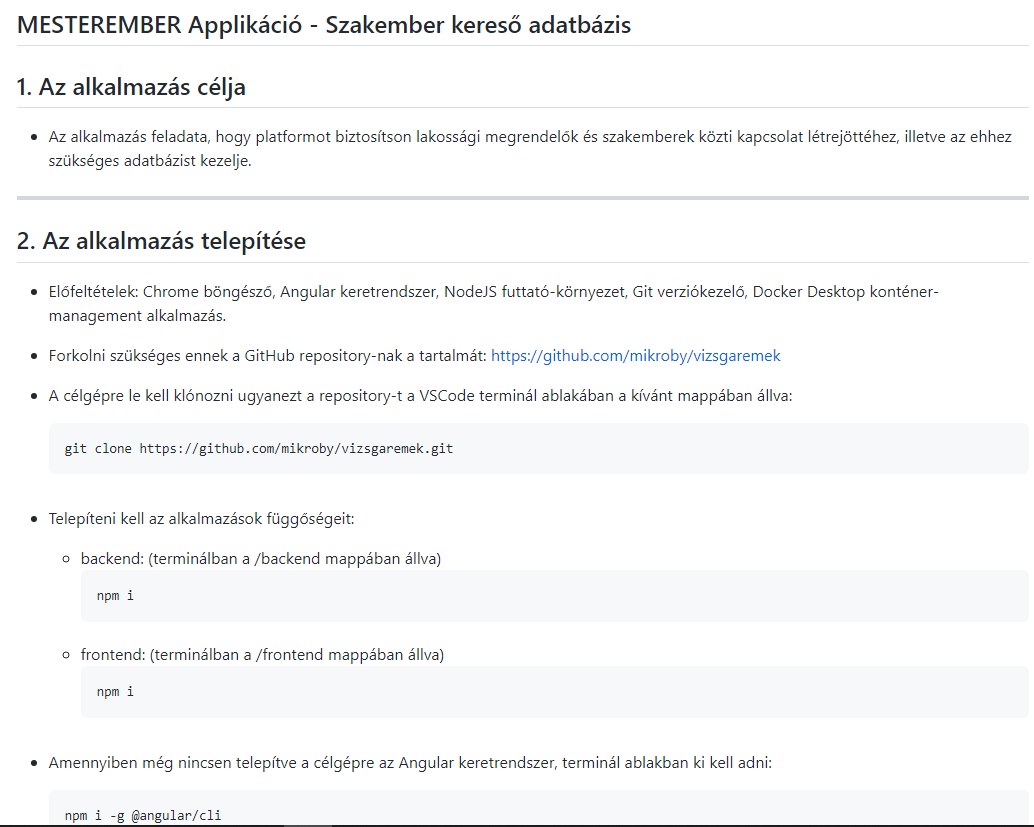 MESTEREMBER Applikáció - Szakember kereső adatbázis
1. Az alkalmazás célja
Az alkalmazás feladata, hogy platformot biztosítson lakossági megrendelők és szakemberek közti kapcsolat létrejöttéhez, illetve az ehhez
szükséges adatbázist kezelje.
2. Az alkalmazás telepítése
Előfeltételek: Chrome böngésző, Angular keretrendszer, NodeJS futtató-környezet, Git verziókezelő, Docker Desktop konténer-
management alkalmazás.
Forkolni szükséges ennek a GitHub repository-nak a tartalmát: https://github.com/mikroby/vizsgaremek
A célgépre le kell klónozni ugyanezt a repository-t a VSCode terminál ablakában a kívánt mappában állva:
git clone https://github.com/mikroby/vizsgaremek.git
Telepíteni kell az alkalmazások függőségeit:
backend: (terminálban a /backend mappában állva)
npm i
frontend: (terminálban a /frontend mappában állva)
npm i
Amennyiben még nincsen telepítve a célgépre az Angular keretrendszer, terminál ablakban ki kell adni:
npm i -g @angular/cli